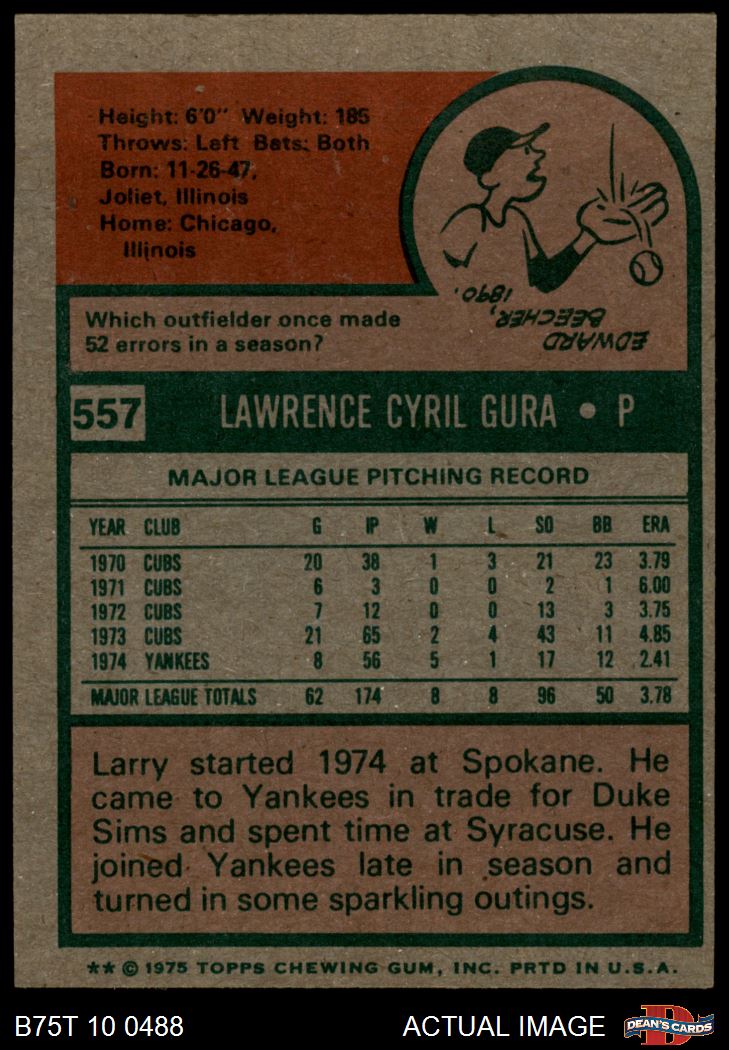 Height: 6'0" Weight: 185
Throws: Left Bats: Both
Born: 11-26-47,
Joliet, Illinois
Home: Chicago,
Illinois
Which outfielder once made
52 errors in a season?
EDWARD
BEECHER,
1890.
557 LAWRENCE CYRIL GURA • P
MAJOR LEAGUE PITCHING RECORD
YEAR CLUB G IP W L SO BB ERA
1970 CUBS 20 38 1 3 21 23 3.79
1971 CUBS 6 3 0 0 2 1 6.00
1972 CUBS 7 12 0 0 13 3 3.75
1973 CUBS 21 65 2 4 43 11 4.85
1974 YANKEES 8 56 5 1 17 12 2.41
MAJOR LEAGUE TOTALS 62 174 8 8 96 50 3.78
Larry started 1974 at Spokane. He
came to Yankees in trade for Duke
Sims and spent time at Syracuse. He
joined Yankees late in season and
turned in some sparkling outings.
** © 1975 TOPPS CHEWING GUM, INC. PRTD IN U.S.A.
B75T 10 0488 ACTUAL IMAGE DEAN'S CARDS